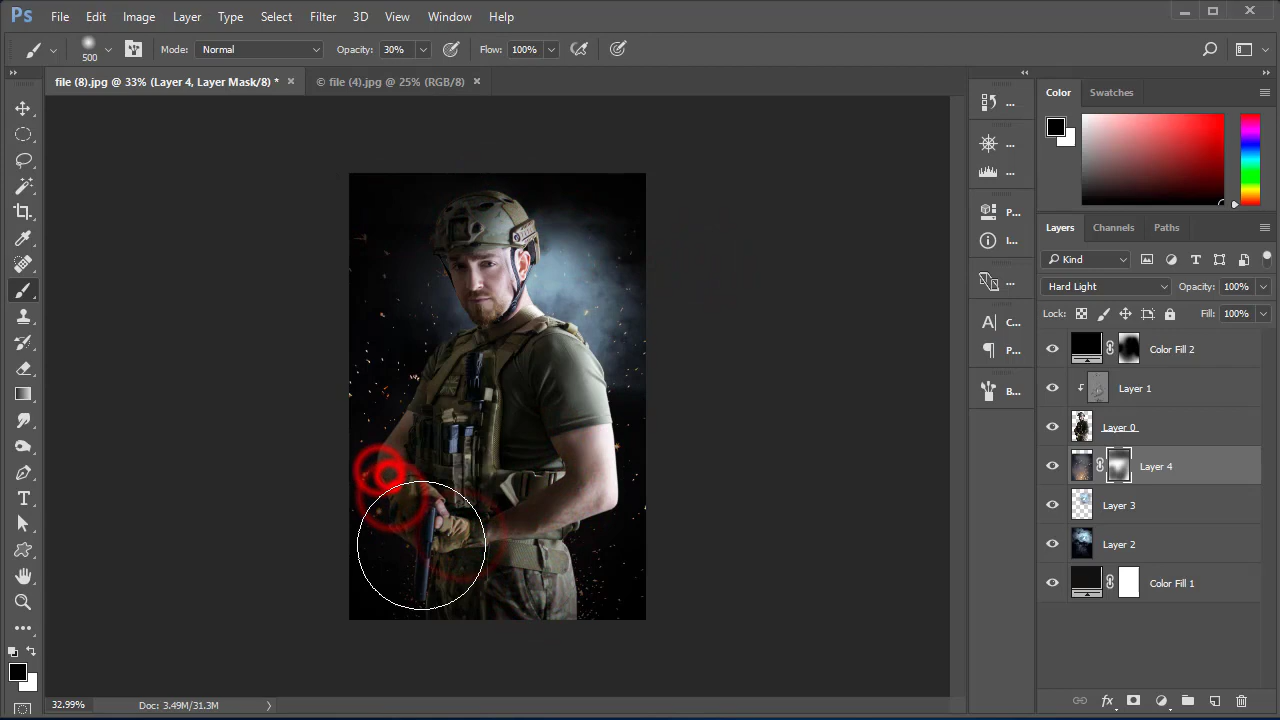 Ps File Edit Image Layer Type Select Filter 3D View Window Help
500 Mode: Normal Opacity: 30% Flow: 100%
file (8).jpg @ 33% (Layer 4, Layer Mask/8) * × © file (4).jpg @ 25% (RGB/8) ×
Color Swatches
...
...
...
P...
I...
...
A| C...
¶ P...
B...
Layers Channels Paths
Kind
Hard Light Opacity: 100%
Lock: Fill: 100%
Color Fill 2
Layer 1
Layer 0
Layer 4
Layer 3
Layer 2
Color Fill 1
32.99% Doc: 3.49M/31.3M
fx